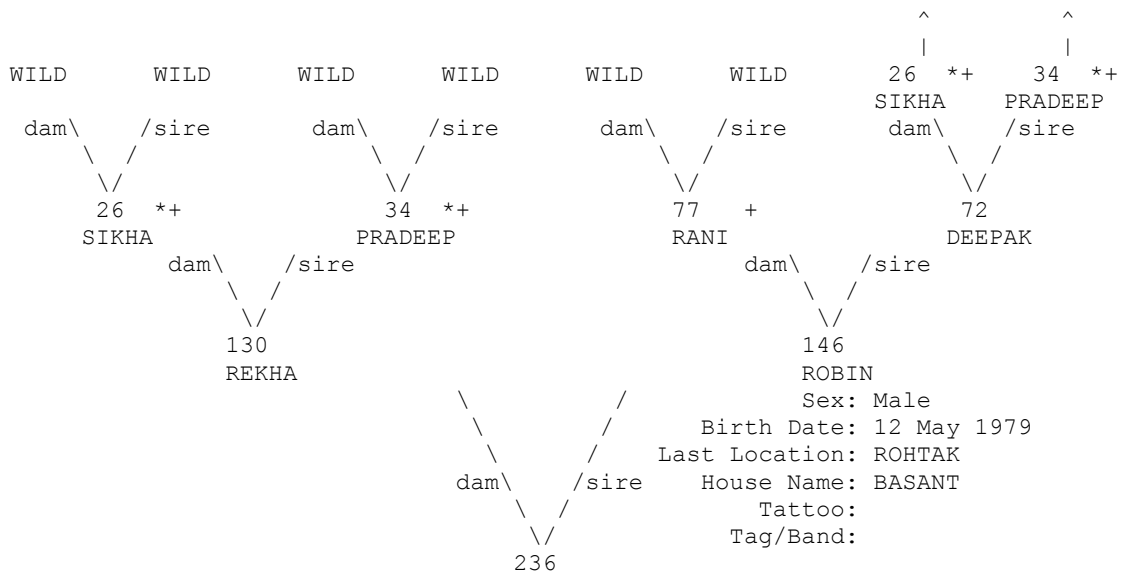 ^ ^
| |
WILD WILD WILD WILD WILD WILD 26 *+ 34 *+
SIKHA PRADEEP
dam\ /sire dam\ /sire dam\ /sire dam\ /sire
\ / \ / \ / \ /
\/ \/ \/ \/
26 *+ 34 *+ 77 + 72
SIKHA PRADEEP RANI DEEPAK
dam\ /sire dam\ /sire
\ / \ /
\/ \/
130 146
REKHA ROBIN
\ / Sex: Male
\ / Birth Date: 12 May 1979
\ / Last Location: ROHTAK
dam\ /sire House Name: BASANT
\ / Tattoo:
\/ Tag/Band:
236